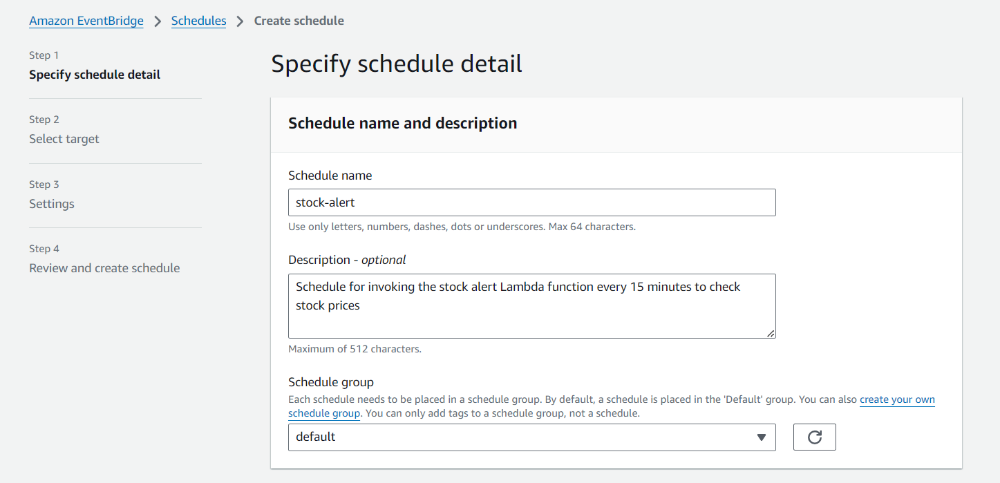 Amazon EventBridge > Schedules > Create schedule
Step 1
Specify schedule detail
Step 2
Select target
Step 3
Settings
Step 4
Review and create schedule
Specify schedule detail
Schedule name and description
Schedule name
stock-alert
Use only letters, numbers, dashes, dots or underscores. Max 64 characters.
Description - optional
Schedule for invoking the stock alert Lambda function every 15 minutes to check
stock prices
Maximum of 512 characters.
Schedule group
Each schedule needs to be placed in a schedule group. By default, a schedule is placed in the 'Default' group. You can also create your own
schedule group. You can only add tags to a schedule group, not a schedule.
default